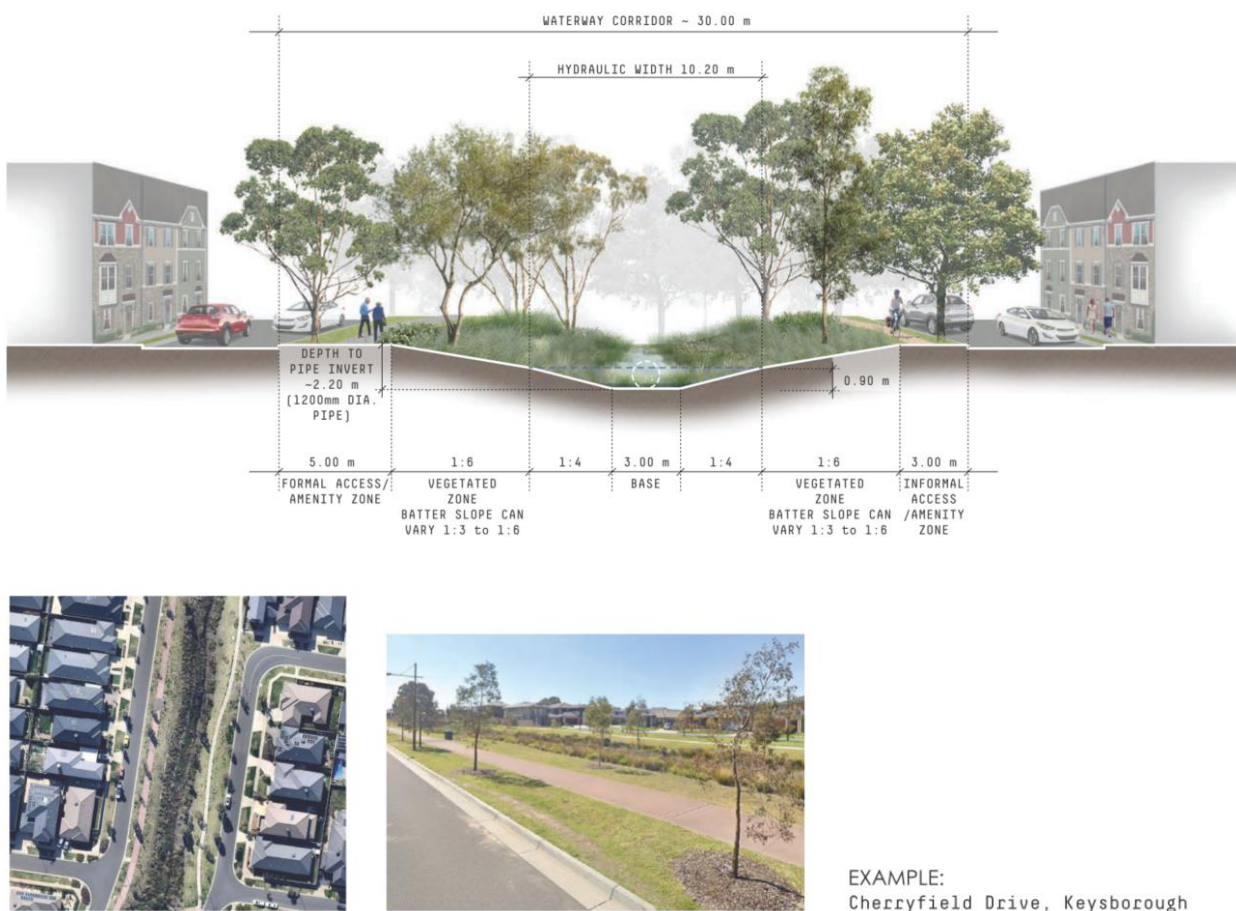 WATERWAY CORRIDOR ~ 30.00 m
HYDRAULIC WIDTH 10.20 m
DEPTH TO
PIPE INVERT
~2.20 m
(1200mm DIA.
PIPE)
0.90 m
5.00 m
1:6
1:4
3.00 m
1:4
1:6
3.00 m
FORMAL ACCESS/
AMENITY ZONE
VEGETATED
ZONE
BATTER SLOPE CAN
VARY 1:3 to 1:6
BASE
VEGETATED
ZONE
BATTER SLOPE CAN
VARY 1:3 to 1:6
INFORMAL
ACCESS
/AMENITY
ZONE
EXAMPLE:
Cherryfield Drive, Keysborough